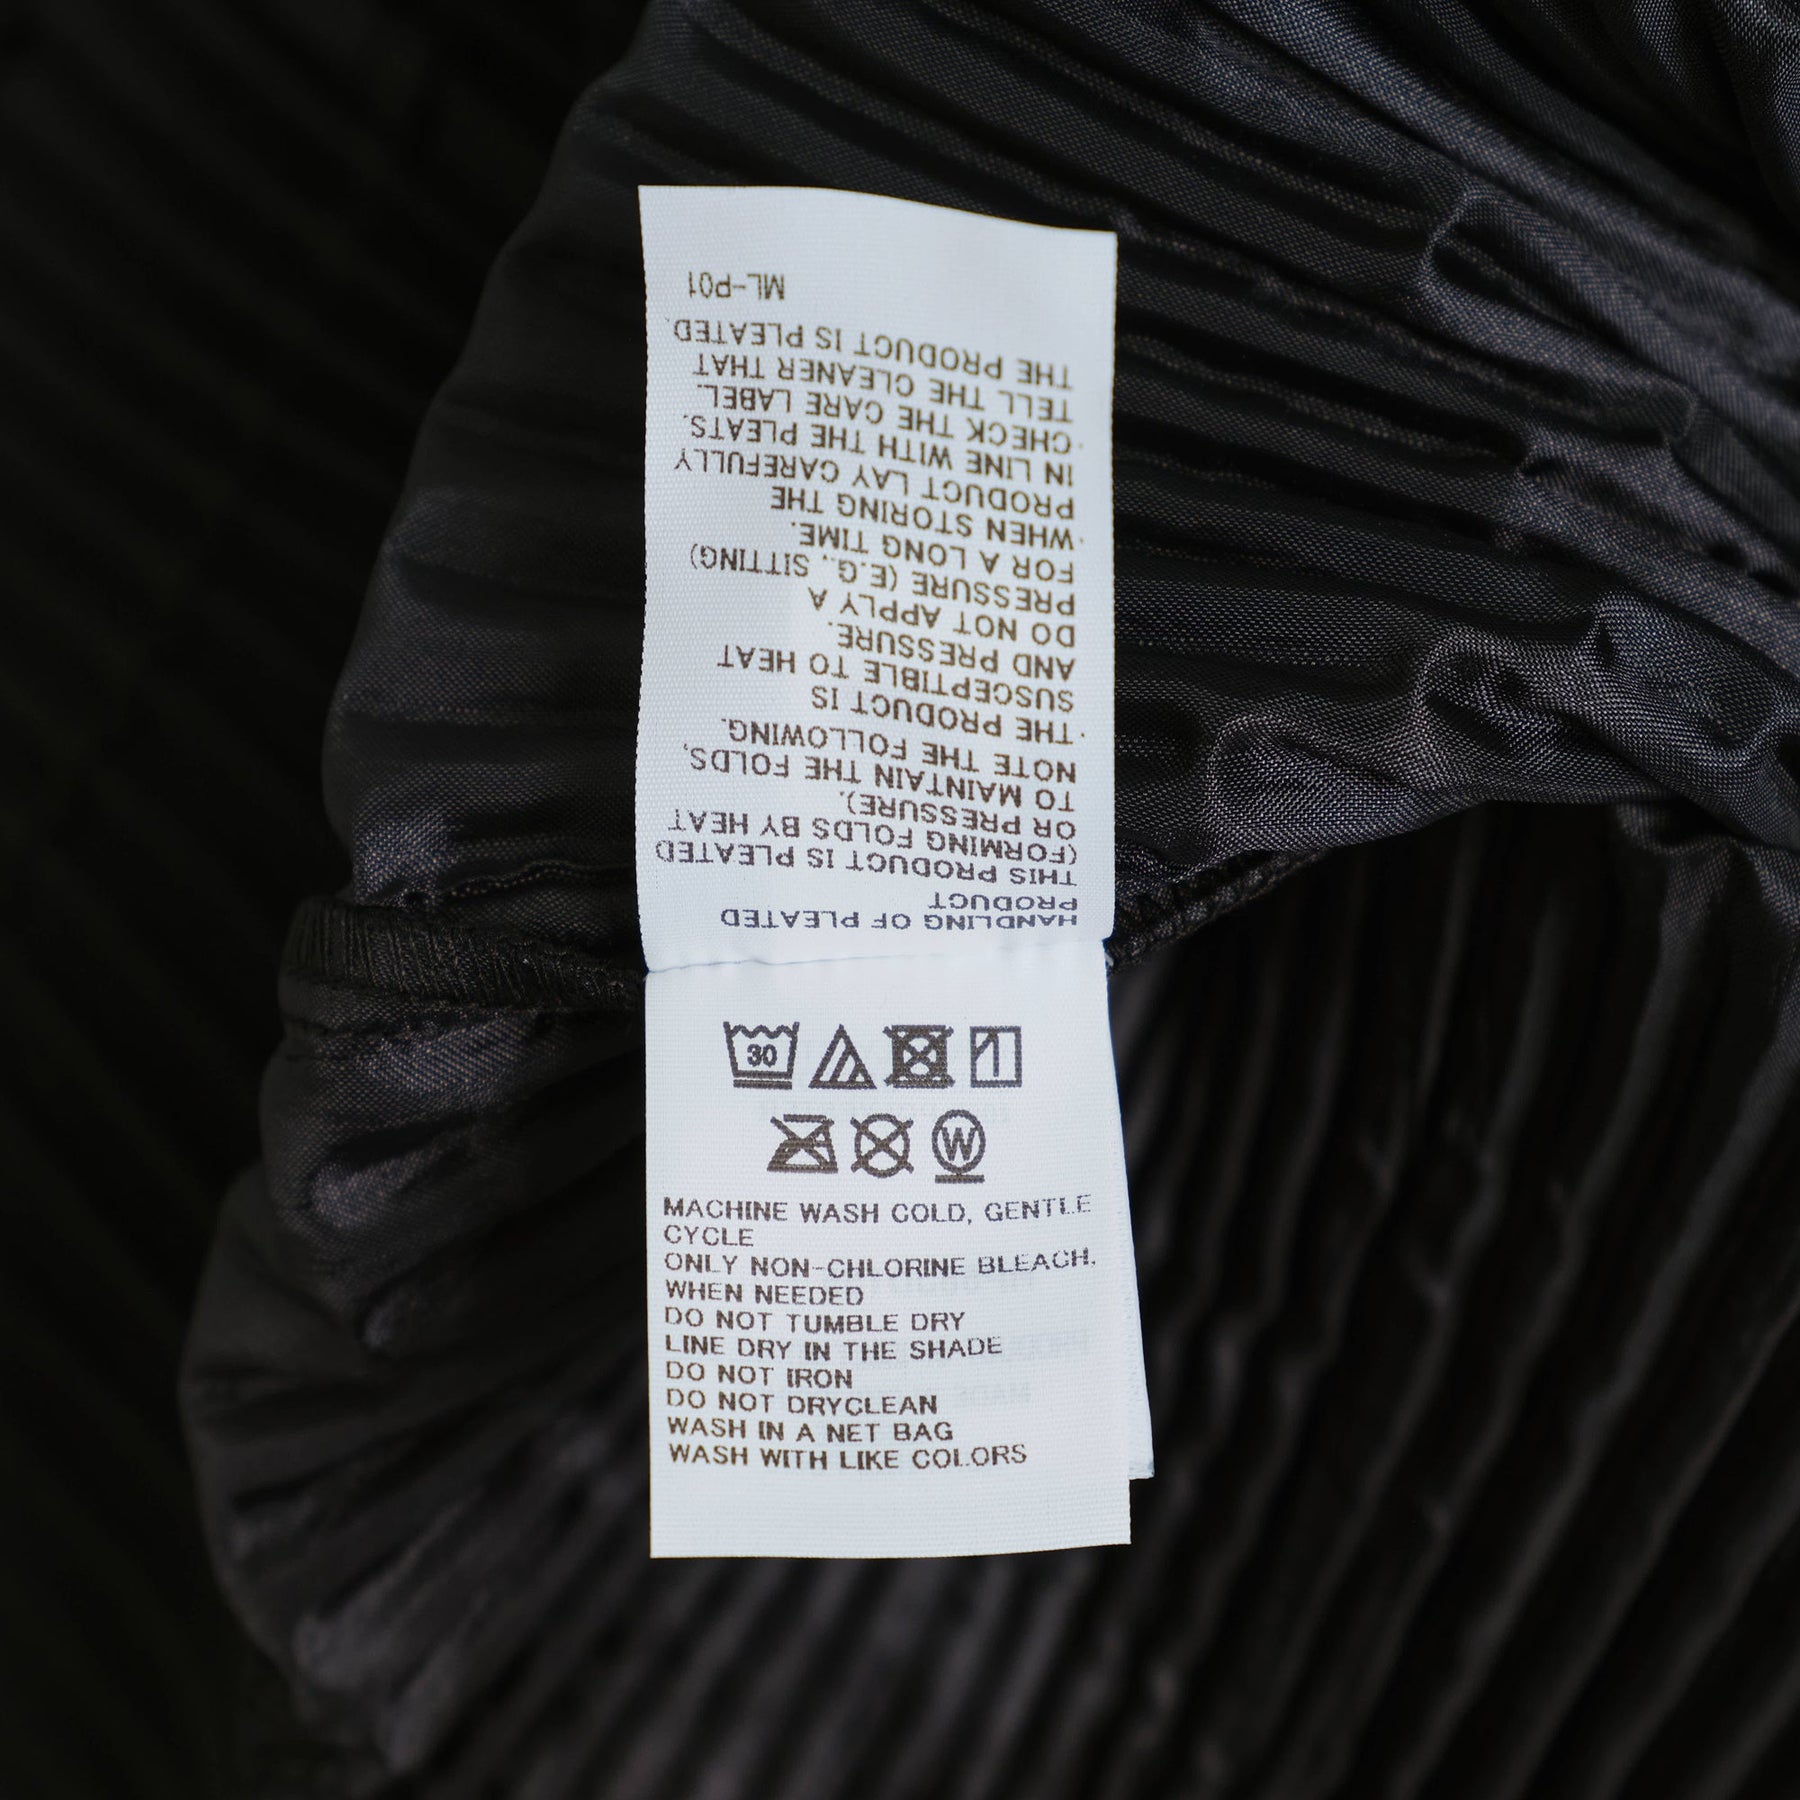 HANDLING OF PLEATED
PRODUCT
THIS PRODUCT IS PLEATED
(FORMING FOLDS BY HEAT
OR PRESSURE).
TO MAINTAIN THE FOLDS,
NOTE THE FOLLOWING.
·THE PRODUCT IS
SUSCEPTIBLE TO HEAT
AND PRESSURE.
DO NOT APPLY A
PRESSURE (E.G., SITTING)
FOR A LONG TIME.
·WHEN STORING THE
PRODUCT LAY CAREFULLY
IN LINE WITH THE PLEATS.
·CHECK THE CARE LABEL.
TELL THE CLEANER THAT
THE PRODUCT IS PLEATED.
ML-P01
30
W
MACHINE WASH COLD, GENTLE
CYCLE
ONLY NON-CHLORINE BLEACH,
WHEN NEEDED
DO NOT TUMBLE DRY
LINE DRY IN THE SHADE
DO NOT IRON
DO NOT DRYCLEAN
WASH IN A NET BAG
WASH WITH LIKE COLORS